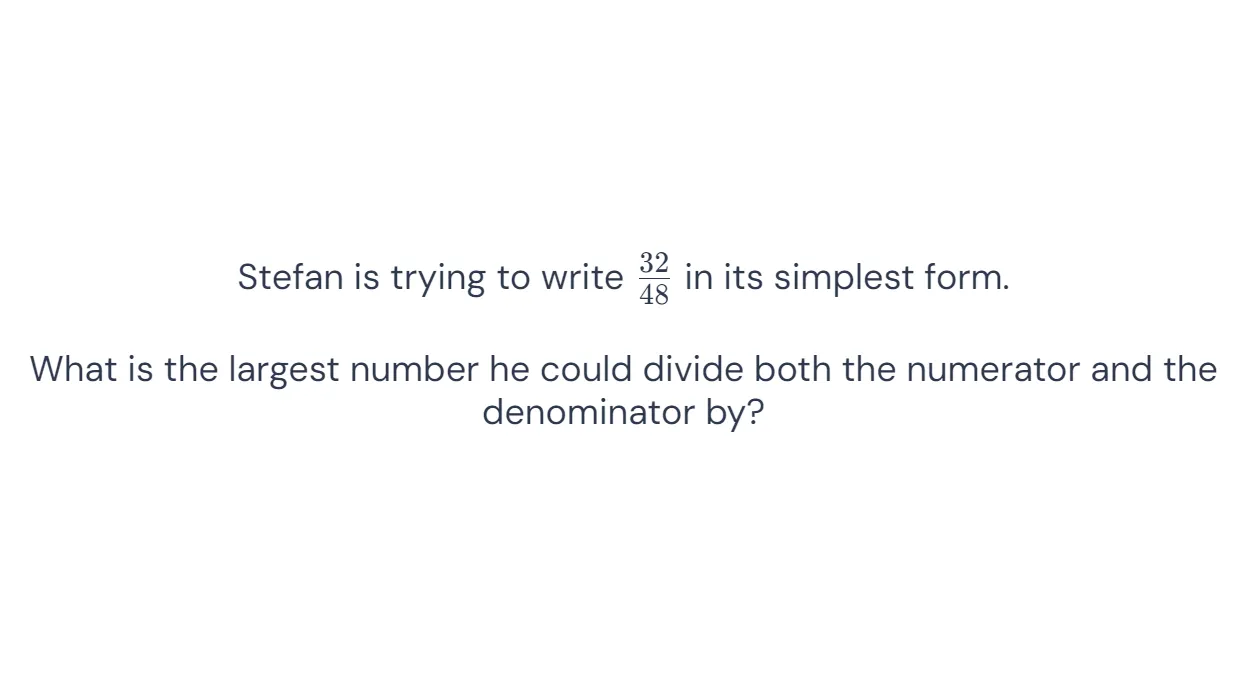 Stefan is trying to write 32/48 in its simplest form.
What is the largest number he could divide both the numerator and the
denominator by?